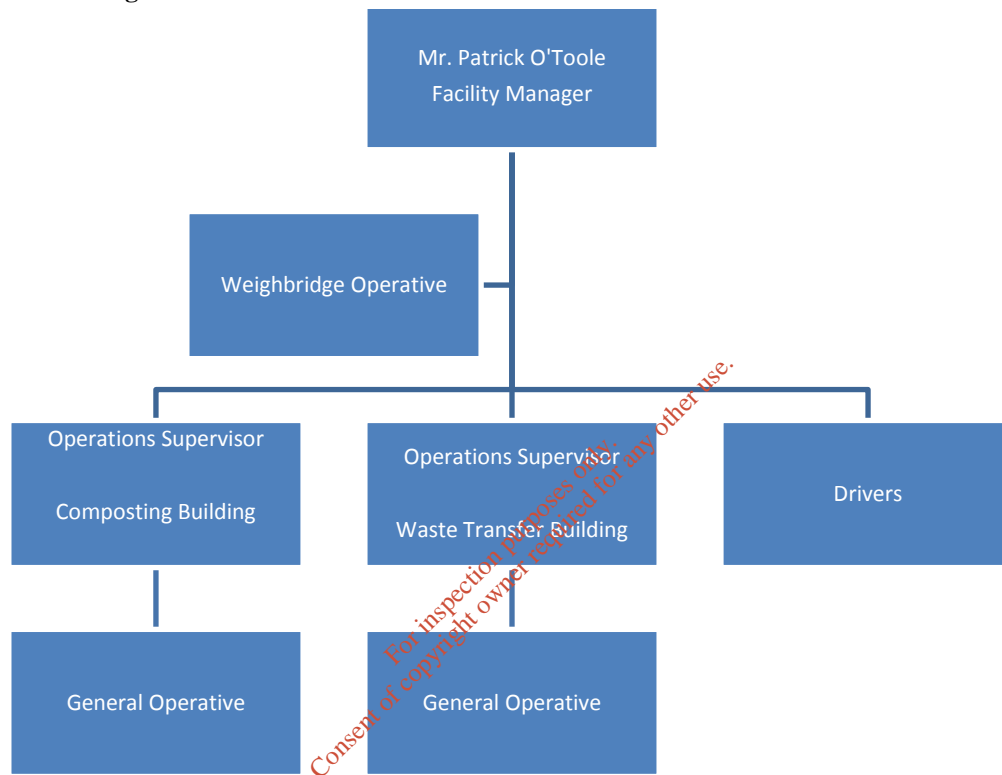 Mr. Patrick O'Toole
Facility Manager
Weighbridge Operative
Operations Supervisor
Composting Building
Operations Supervisor
Waste Transfer Building
Drivers
General Operative
General Operative
For inspection purposes only.
Consent of copyright owner required for any other use.